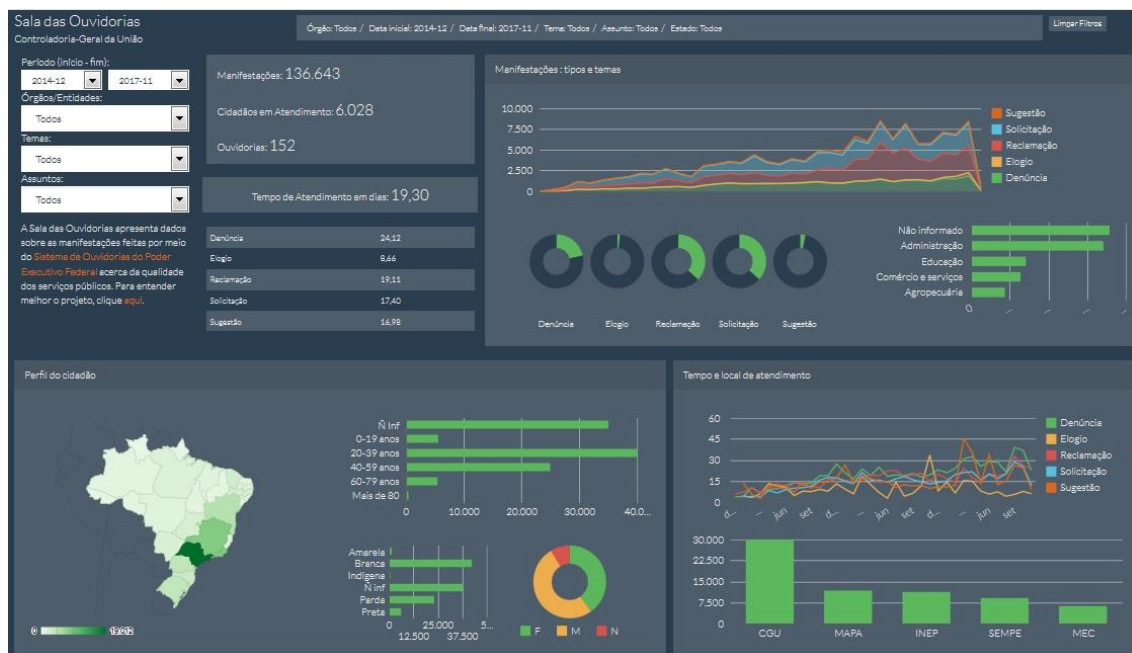 Sala das Ouvidorias
Controladoria-Geral da União
Órgão: Todos / Data inicial: 2014-12 / Data final: 2017-11 / Tema: Todos / Assunto: Todos / Estado: Todos
Limpar Filtros
Período (início - fim):
2014-12 2017-11
Órgãos/Entidades:
Todos
Temas:
Todos
Assuntos:
Todos
A Sala das Ouvidorias apresenta dados
sobre as manifestações feitas por meio
do Sistema de Ouvidorias do Poder
Executivo Federal acerca da qualidade
dos serviços públicos. Para entender
melhor o projeto, clique aqui.
Manifestações: 136.643
Cidadãos em Atendimento: 6.028
Ouvidorias: 152
Tempo de Atendimento em dias: 19,30
Denúncia 24,12
Elogio 8,66
Reclamação 19,11
Solicitação 17,40
Sugestão 16,98
Manifestações : tipos e temas
10.000
7.500
5.000
2.500
0
Sugestão
Solicitação
Reclamação
Elogio
Denúncia
Denúncia Elogio Reclamação Solicitação Sugestão
Não informado
Administração
Educação
Comércio e serviços
Agropecuária
0
Perfil do cidadão
0 19.012
Ñ Inf
0-19 anos
20-39 anos
40-59 anos
60-79 anos
Mais de 80
0 10.000 20.000 30.000 40.0...
Amarela
Branca
Indígena
Ñ inf
Parda
Preta
0 25.000 5...
12.500 37.500
F M N
Tempo e local de atendimento
60
45
30
15
0
d... ... jun set d... ... jun set
Denúncia
Elogio
Reclamação
Solicitação
Sugestão
30.000
22.500
15.000
7.500
0
CGU MAPA INEP SEMPE MEC